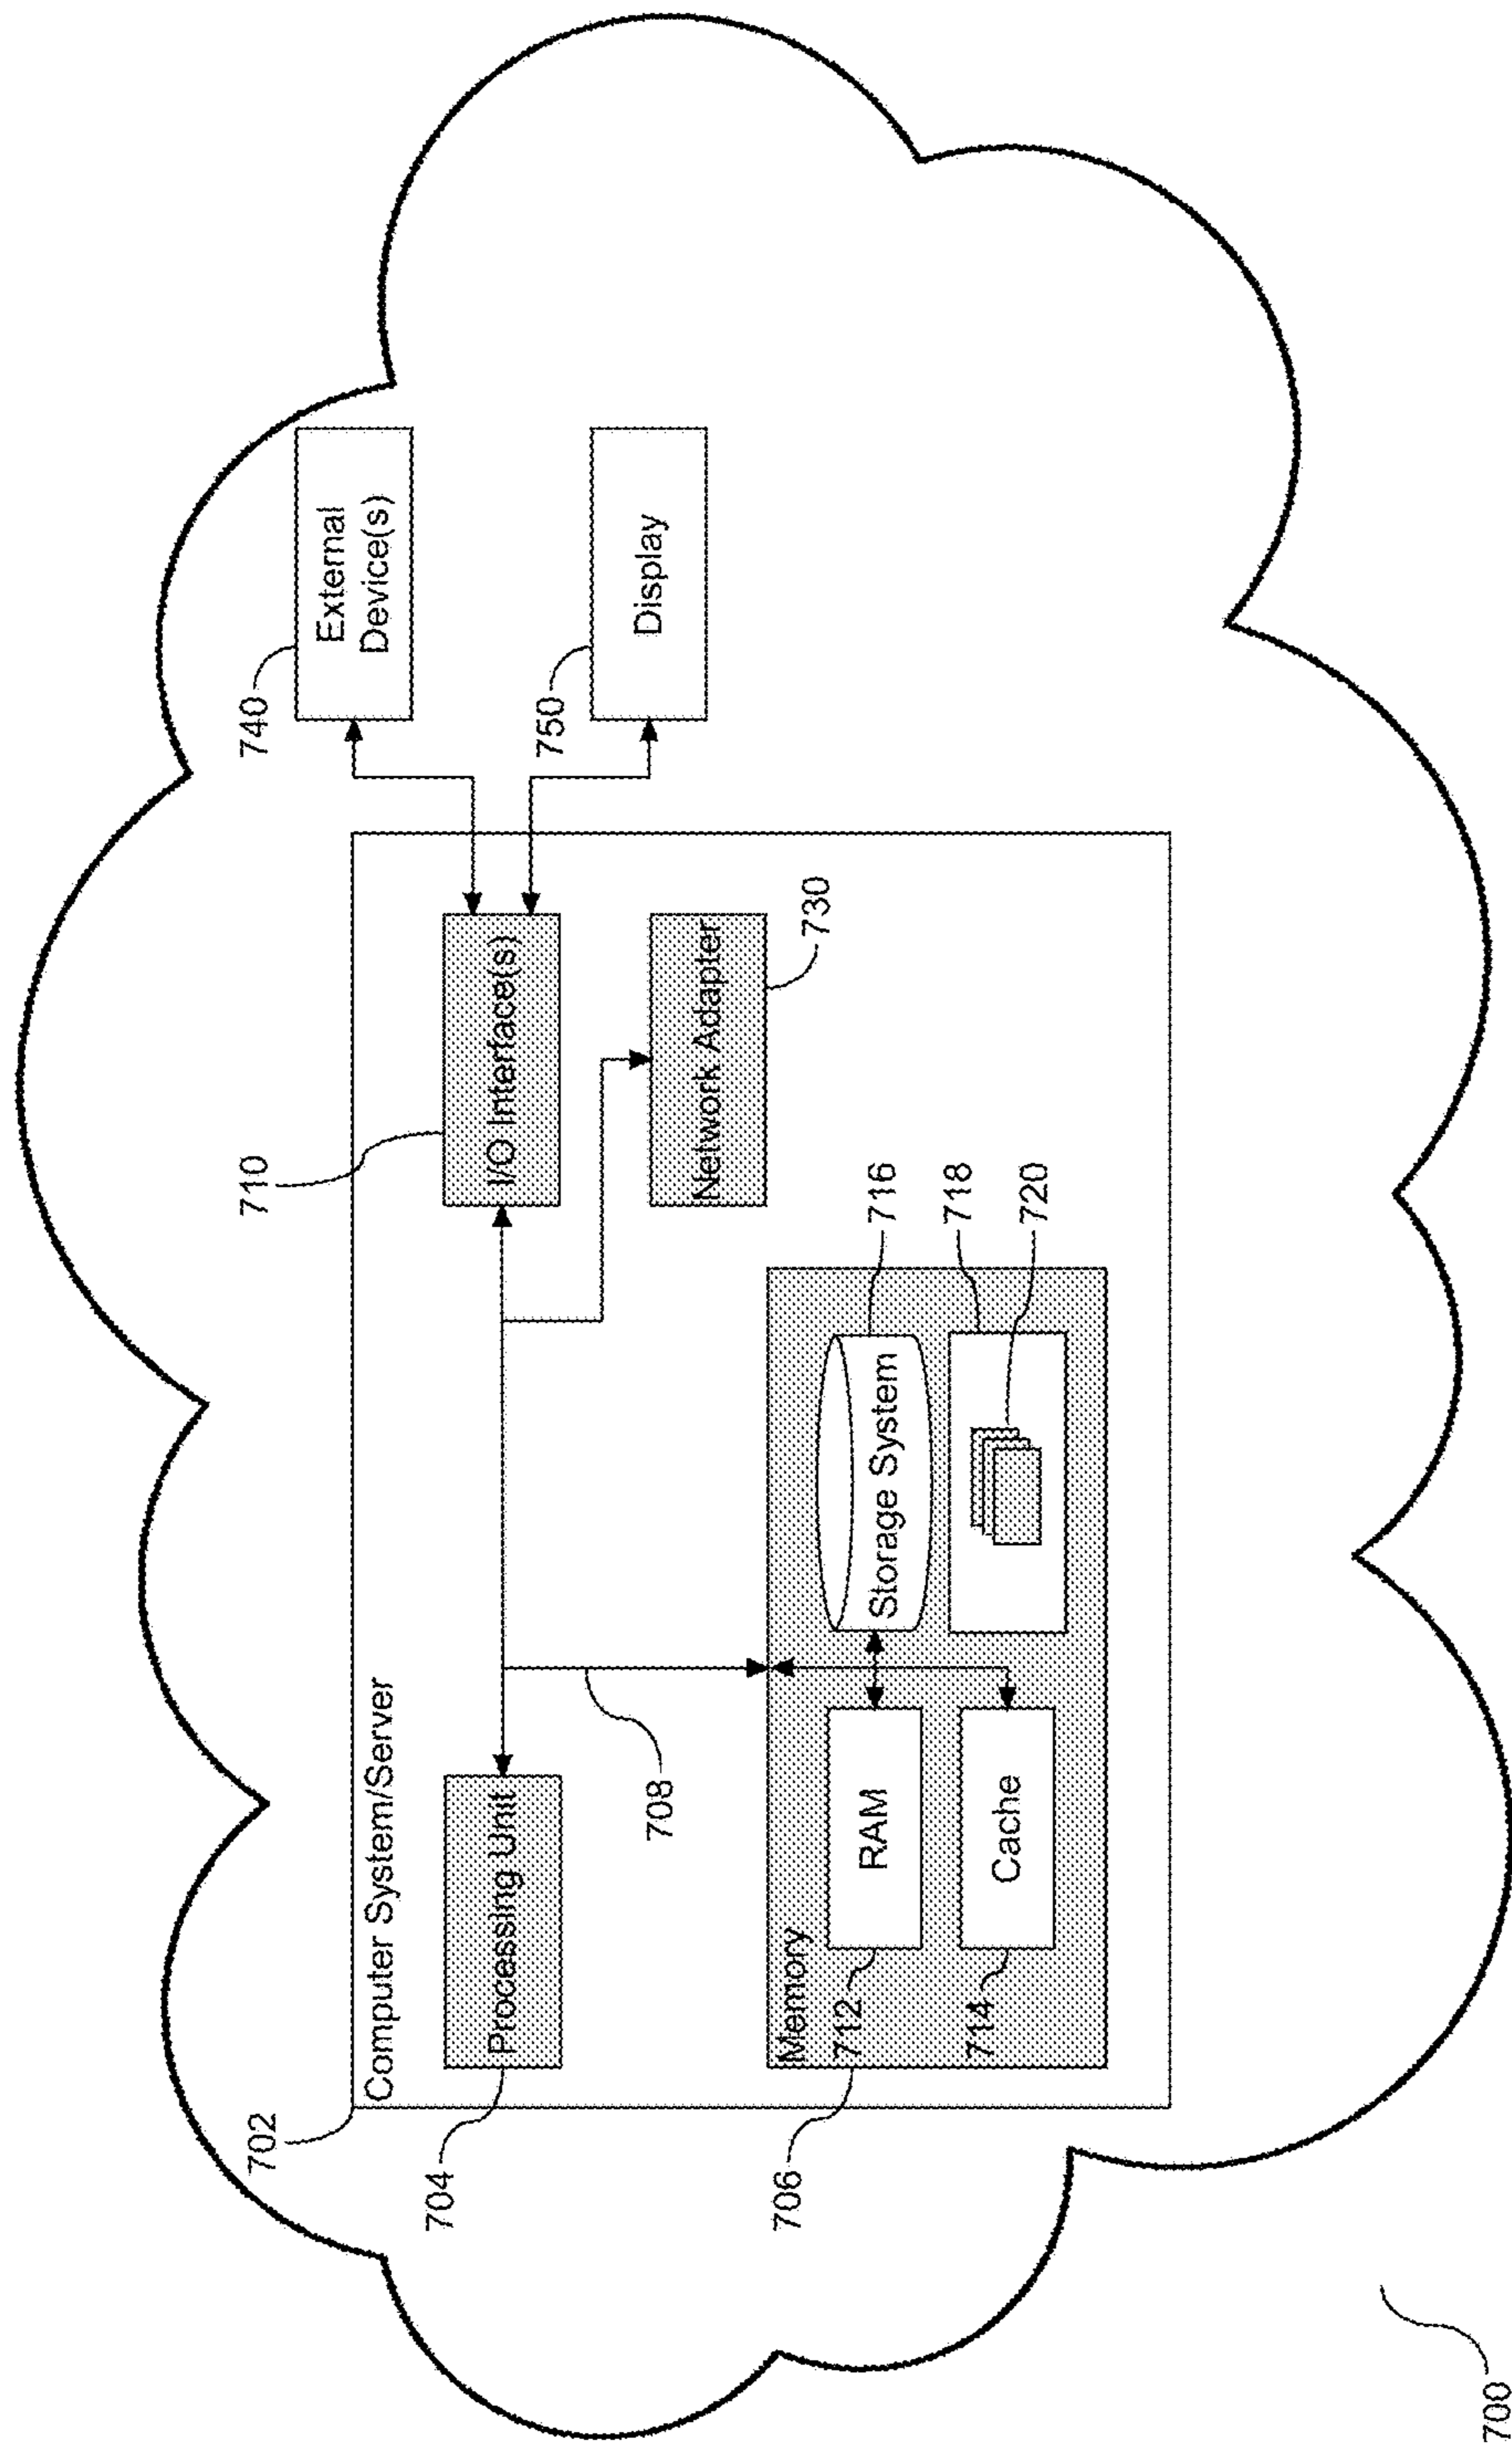 702
Computer System/Server
704
Processing Unit
710
I/O Interface(s)
740
External
Device(s)
708
750
Display
Network Adapter
730
706
Memory
712
RAM
Storage System
716
714
Cache
718
720
700